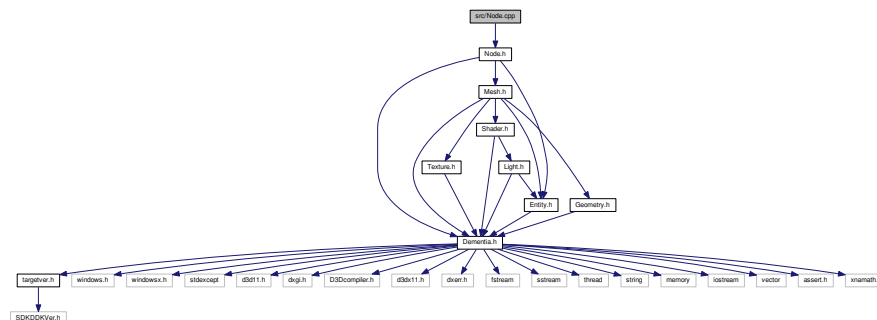 src/Node.cpp
Node.h
Mesh.h
Shader.h
Texture.h
Light.h
Entity.h
Geometry.h
Dementia.h
targetver.h
windows.h
windowsx.h
stdexcept
d3d11.h
dxgi.h
D3Dcompiler.h
d3dx11.h
dxerr.h
fstream
sstream
thread
string
memory
iostream
vector
assert.h
xnamath.
SDKDDKVer.h